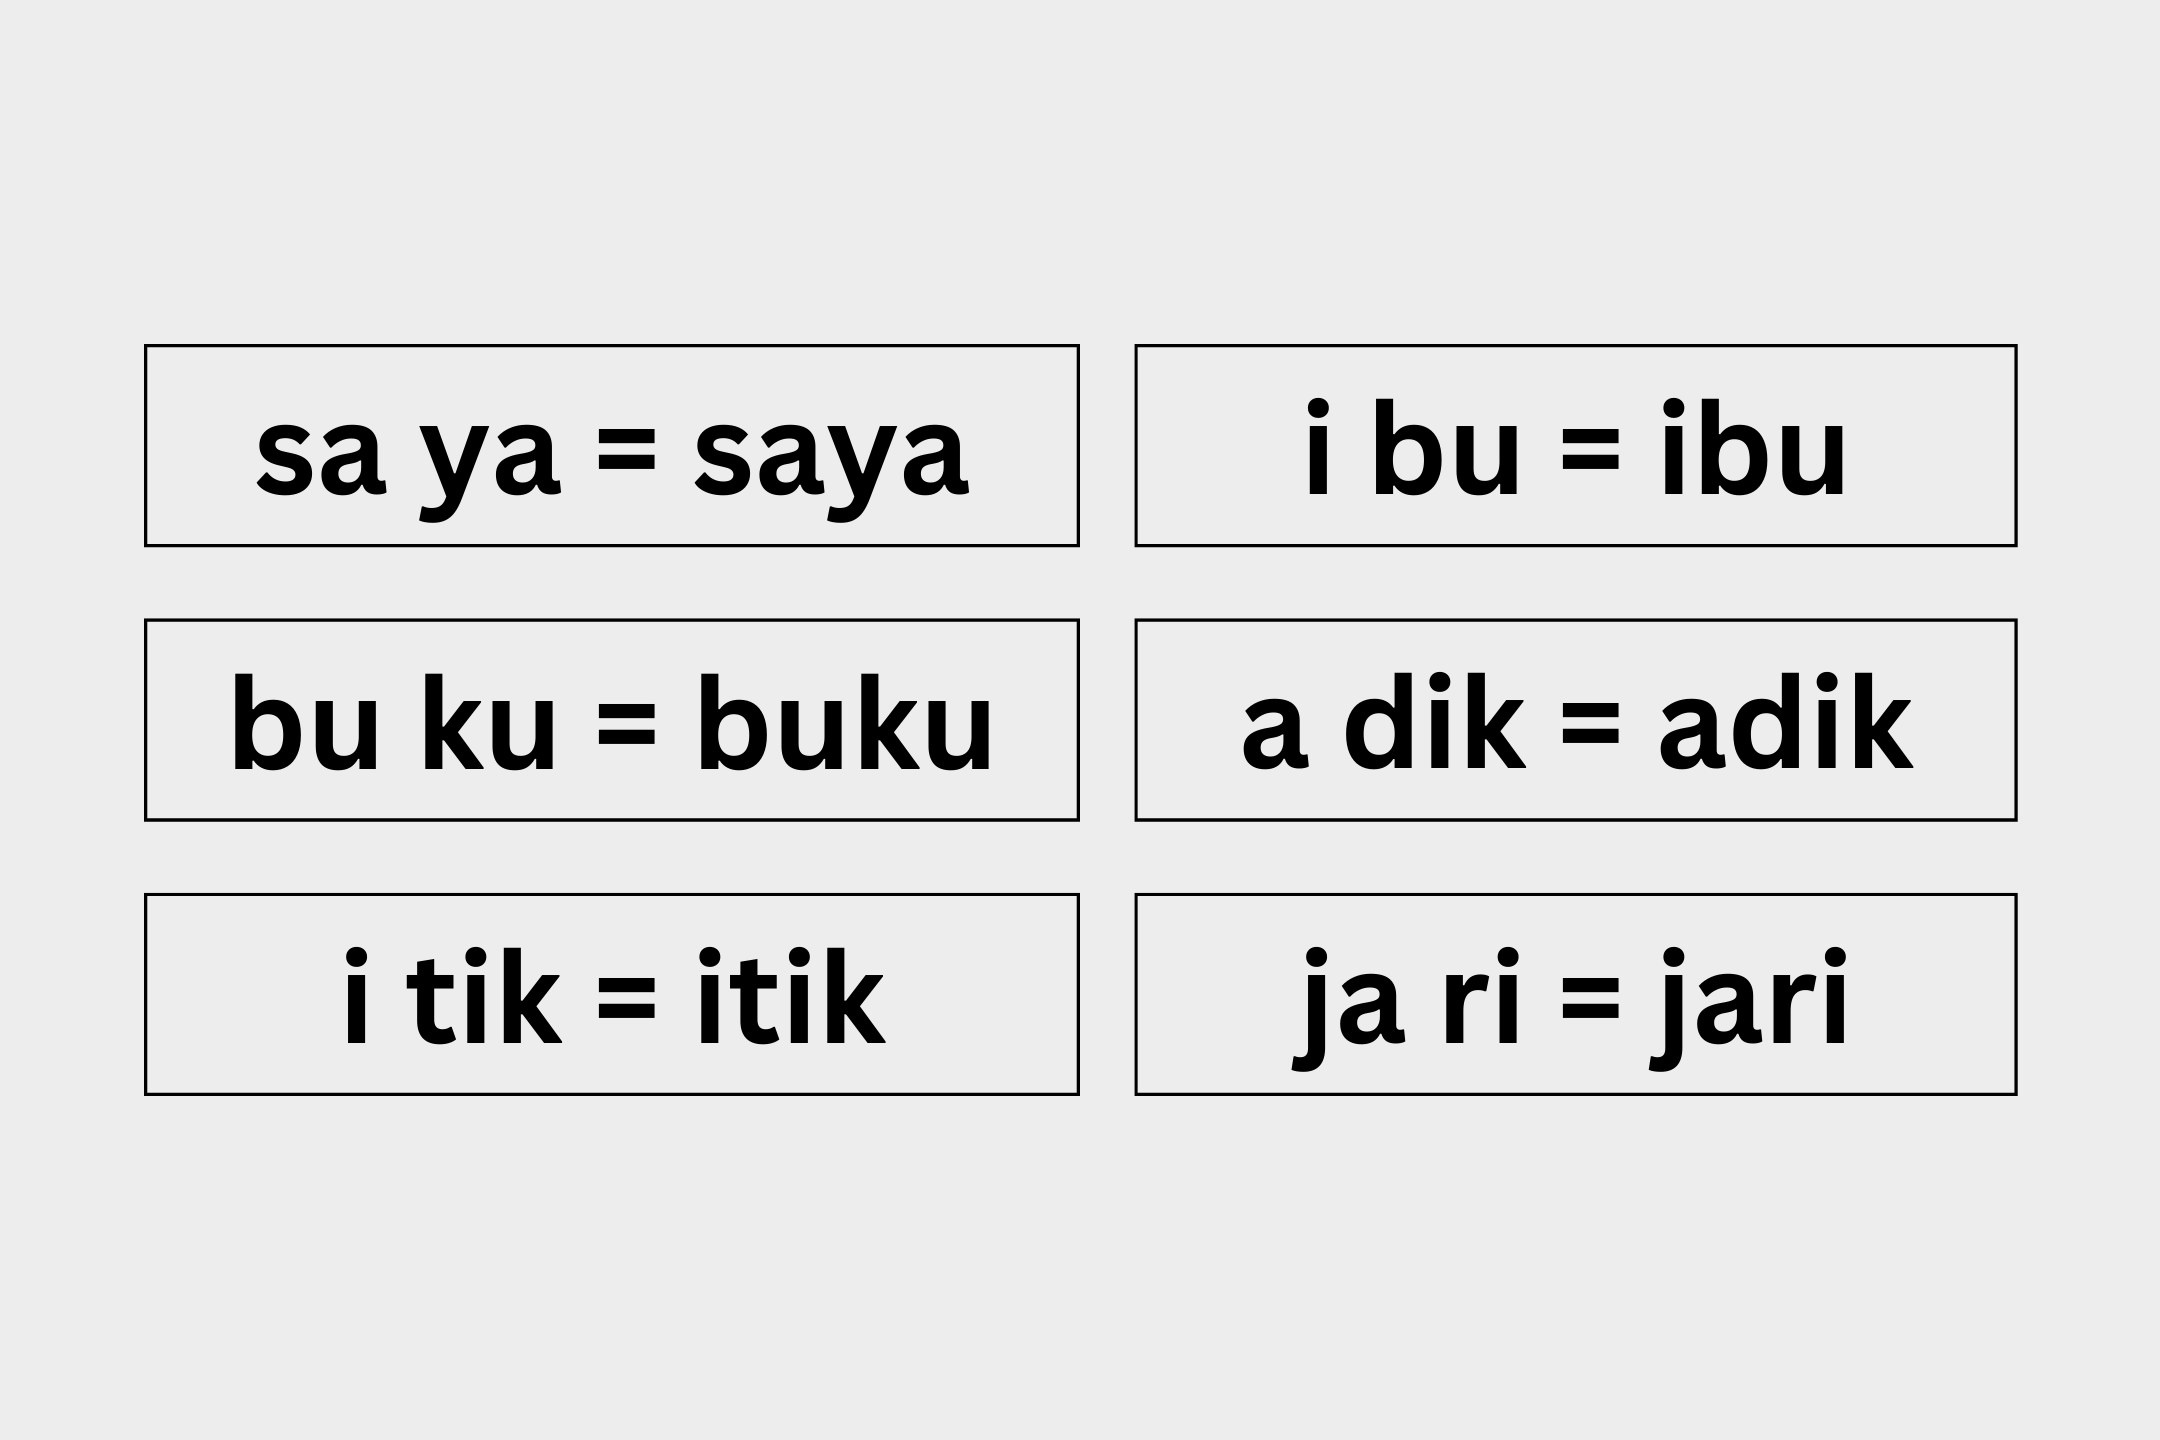 sa ya = saya
i bu = ibu
bu ku = buku
a dik = adik
i tik = itik
ja ri = jari